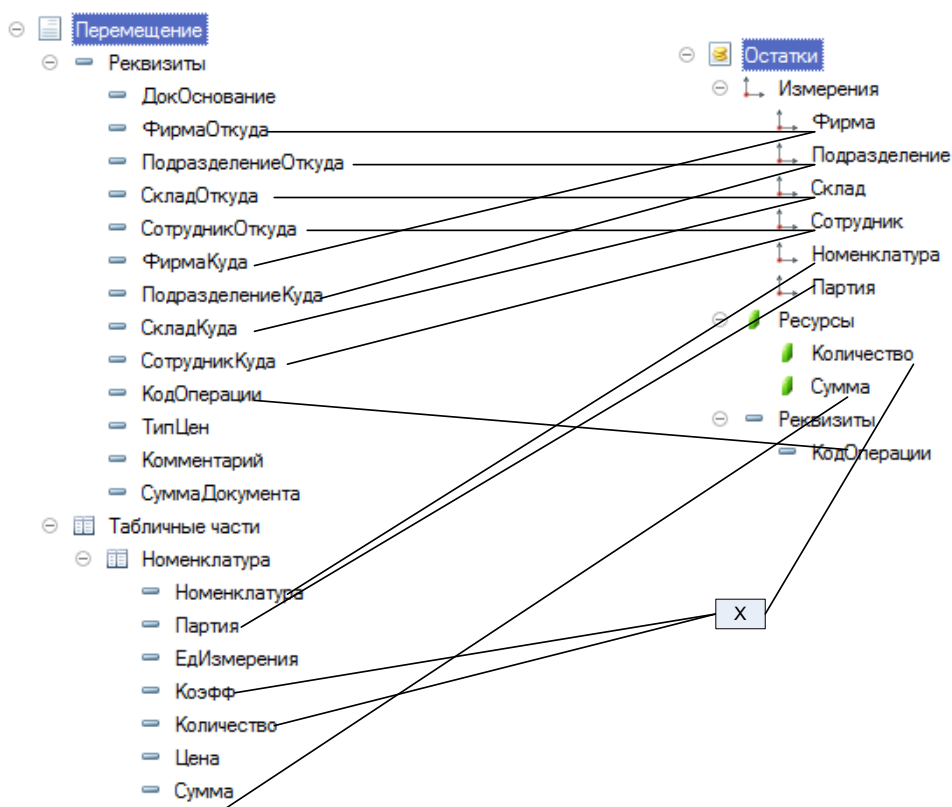 Перемещение
Реквизиты
ДокОснование
ФирмаОткуда
ПодразделениеОткуда
СкладОткуда
СотрудникОткуда
ФирмаКуда
ПодразделениеКуда
СкладКуда
СотрудникКуда
КодОперации
ТипЦен
Комментарий
СуммаДокумента
Табличные части
Номенклатура
Номенклатура
Партия
ЕдИзмерения
Коэфф
Количество
Цена
Сумма
Остатки
Измерения
Фирма
Подразделение
Склад
Сотрудник
Номенклатура
Партия
Ресурсы
Количество
Сумма
Реквизиты
КодОперации
X